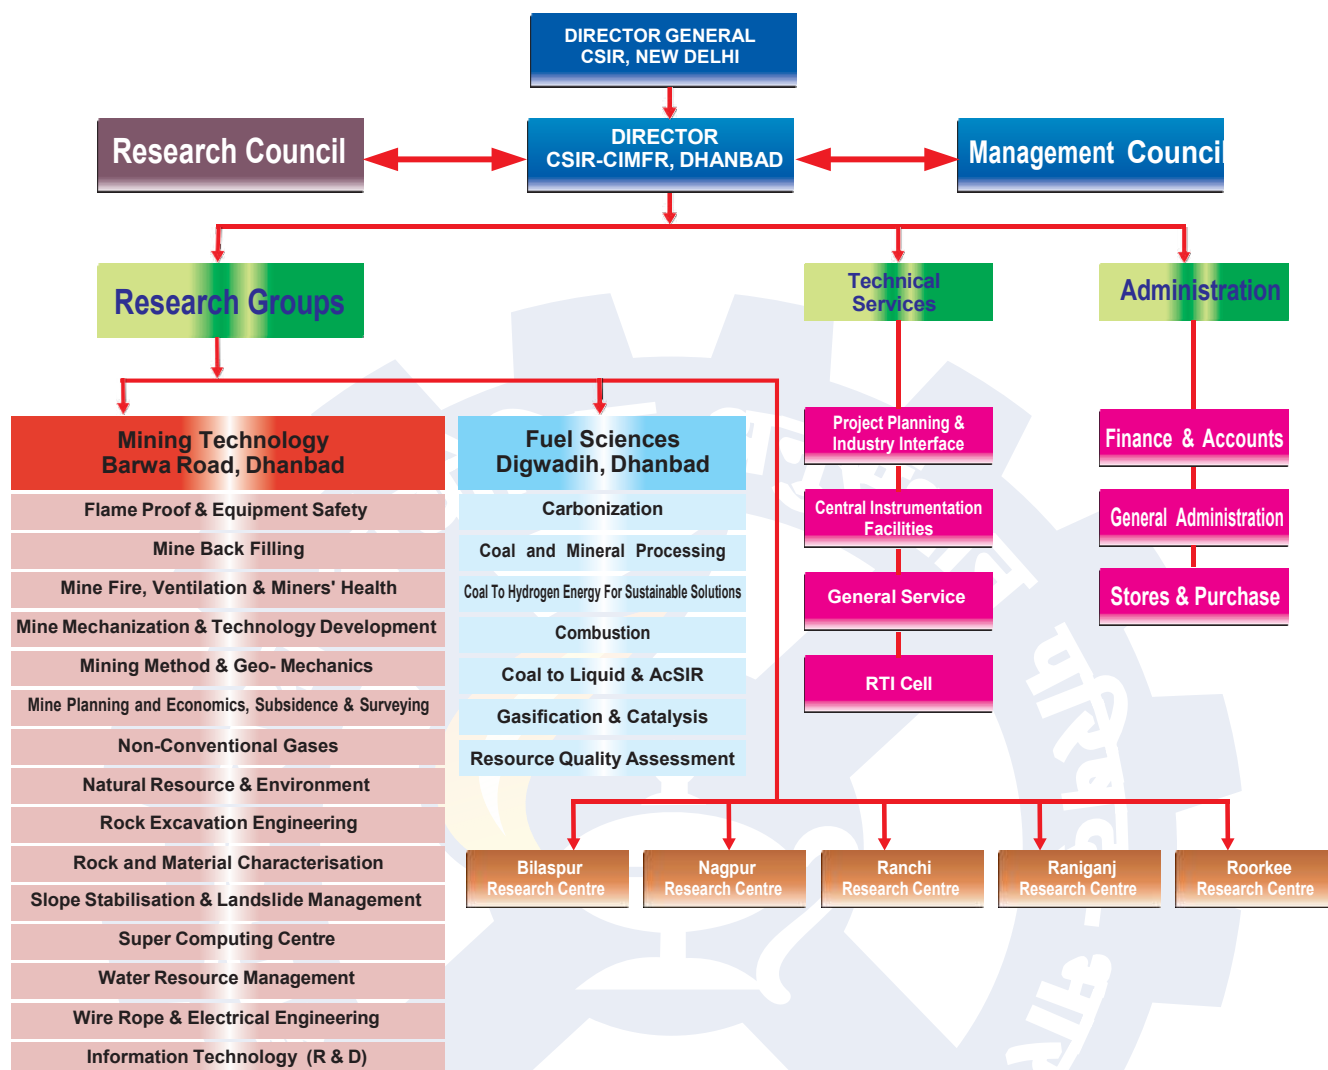 DIRECTOR GENERAL
CSIR, NEW DELHI
Research Council
DIRECTOR
CSIR-CIMFR, DHANBAD
Management Council
Research Groups
Technical
Services
Administration
Mining Technology
Barwa Road, Dhanbad
Flame Proof & Equipment Safety
Mine Back Filling
Mine Fire, Ventilation & Miners' Health
Mine Mechanization & Technology Development
Mining Method & Geo- Mechanics
Mine Planning and Economics, Subsidence & Surveying
Non-Conventional Gases
Natural Resource & Environment
Rock Excavation Engineering
Rock and Material Characterisation
Slope Stabilisation & Landslide Management
Super Computing Centre
Water Resource Management
Wire Rope & Electrical Engineering
Information Technology (R & D)
Fuel Sciences
Digwadih, Dhanbad
Carbonization
Coal and Mineral Processing
Coal To Hydrogen Energy For Sustainable Solutions
Combustion
Coal to Liquid & AcSIR
Gasification & Catalysis
Resource Quality Assessment
Project Planning &
Industry Interface
Central Instrumentation
Facilities
General Service
RTI Cell
Finance & Accounts
General Administration
Stores & Purchase
Bilaspur
Research Centre
Nagpur
Research Centre
Ranchi
Research Centre
Raniganj
Research Centre
Roorkee
Research Centre